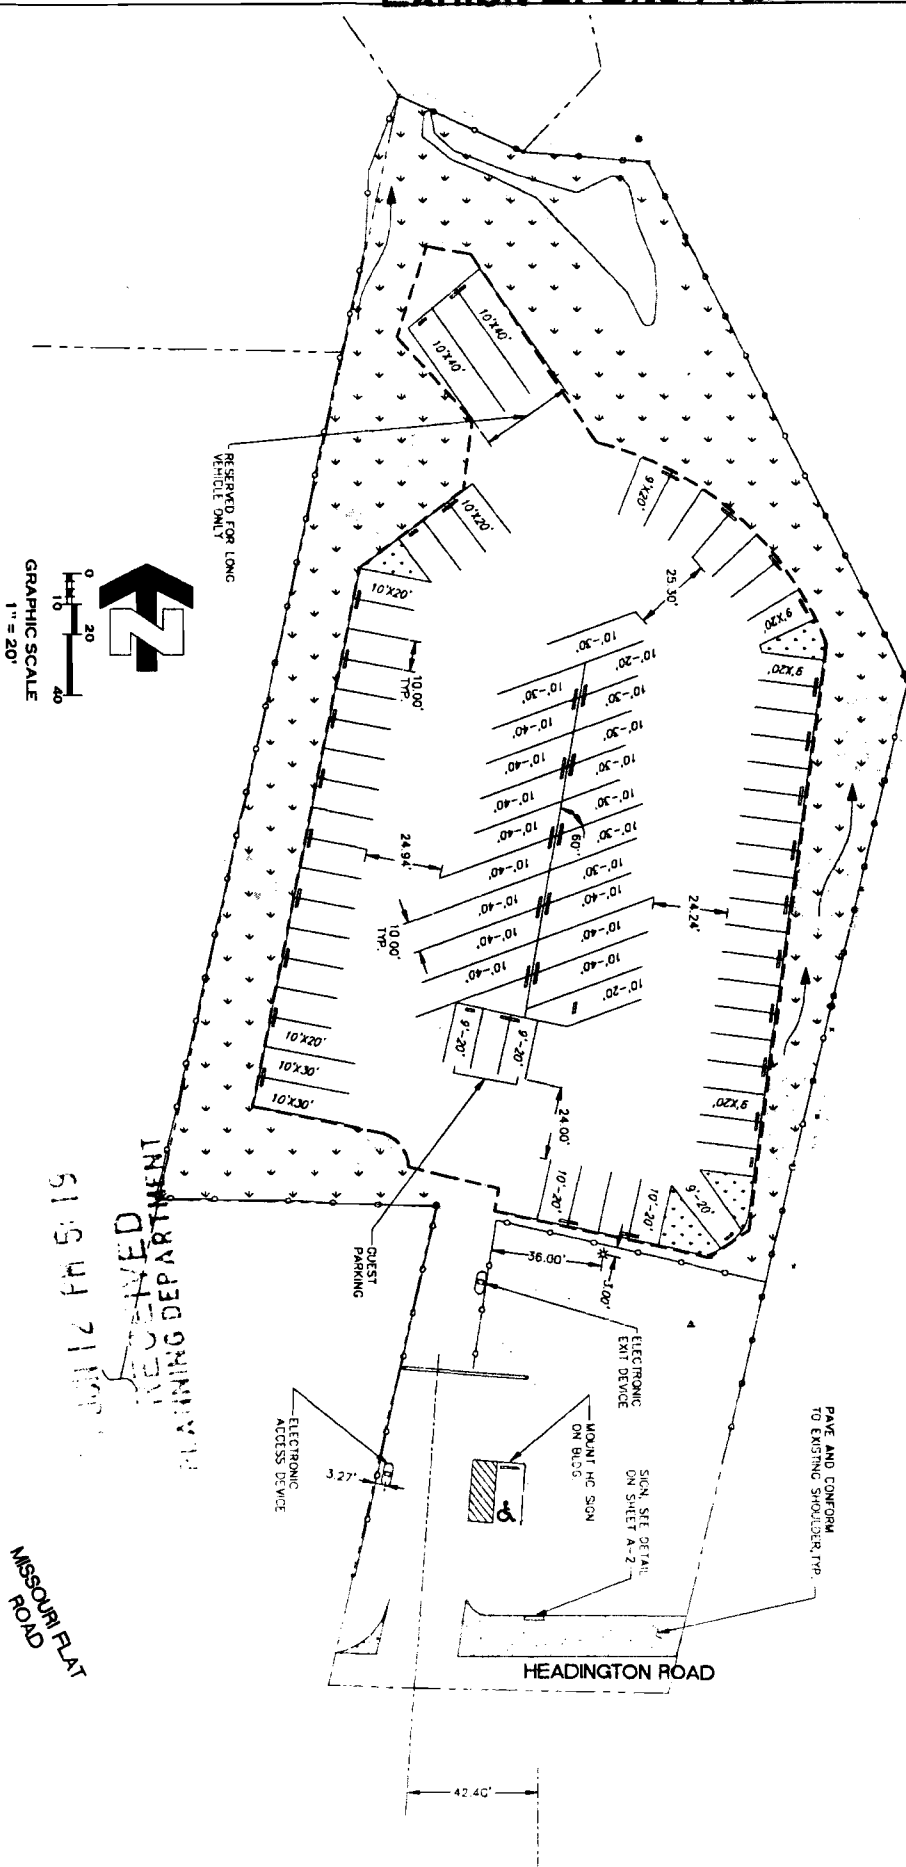 10'X40'
10'X40'
RESERVED FOR LONG
VEHICLE ONLY
10'X20'
10'X20'
10.00'
TYP.
9'X20'
25.30'
9'X20'
9'X20'
10'-30'
10'-20'
10'-30'
10'-30'
10'-40'
10'-30'
10'-40'
10'-30'
10'-40'
10'-30'
10'-40'
10'-30'
10'-40'
10'-30'
10'-40'
10'-40'
10'-40'
10'-40'
10'-40'
10'-40'
10'-40'
10'-20'
60°
24.94'
24.24'
10.00'
TYP.
9'-20'
9'-20'
24.00'
10'X20'
10'X30'
10'X30'
9'X20'
9'-20'
10'-20'
10'-20'
GUEST
PARKING
36.00'
3.00'
ELECTRONIC
EXIT DEVICE
ELECTRONIC
ACCESS DEVICE
3.27'
MOUNT HC SIGN
ON BLDG
SIGN, SEE DETAIL
ON SHEET A-2
PAVE AND CONFORM
TO EXISTING SHOULDER, TYP.
HEADINGTON ROAD
42.40'
MISSOURI FLAT
ROAD
N
0 10 20 40
GRAPHIC SCALE
1" = 20'
PM 5:19
RECEIVED
PLANNING DEPARTMENT